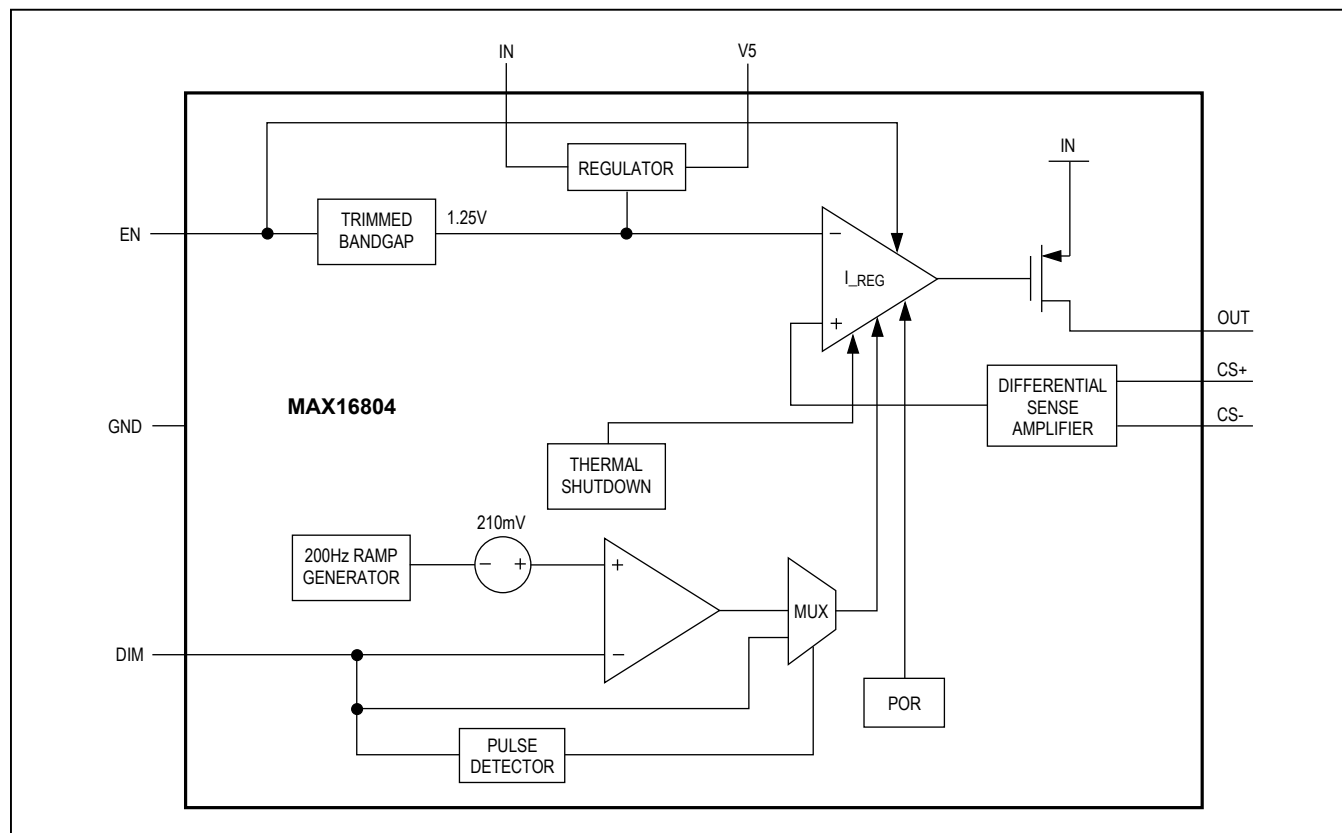 IN
V5
IN
REGULATOR
EN
TRIMMED
BANDGAP
1.25V
−
I_REG
+
OUT
CS+
CS-
DIFFERENTIAL
SENSE
AMPLIFIER
MAX16804
GND
THERMAL
SHUTDOWN
210mV
200Hz RAMP
GENERATOR
− +
+
MUX
DIM
−
POR
PULSE
DETECTOR